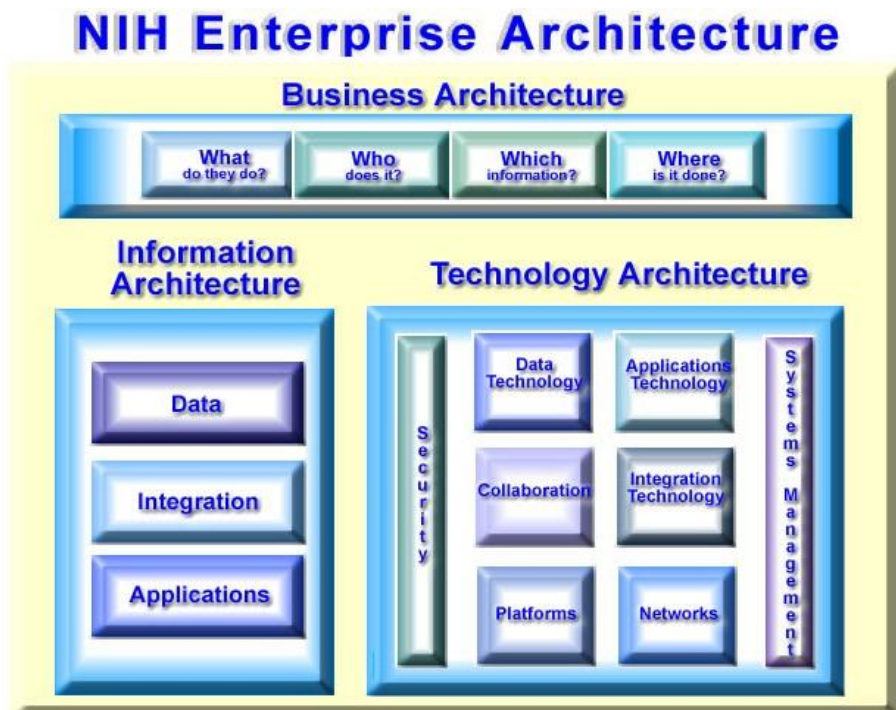 NIH Enterprise Architecture
Business Architecture
What
do they do?
Who
does it?
Which
information?
Where
is it done?
Information
Architecture
Data
Integration
Applications
Technology Architecture
Security
Data
Technology
Applications
Technology
Collaboration
Integration
Technology
Platforms
Networks
Systems Management